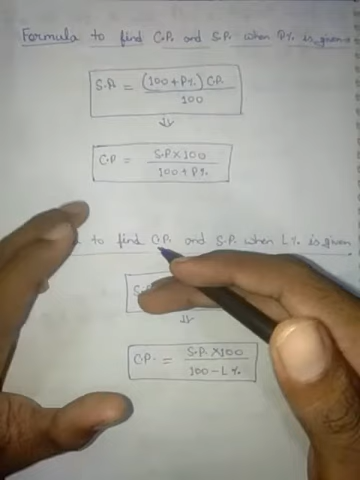 Formula to find C.P. and S.P. when P% is given
S.P = (100 + P%) C.P.
100
C.P = S.P × 100
100 + P%
to find C.P. and S.P. when L% is given.
C.P. = S.P. × 100
100 - L %